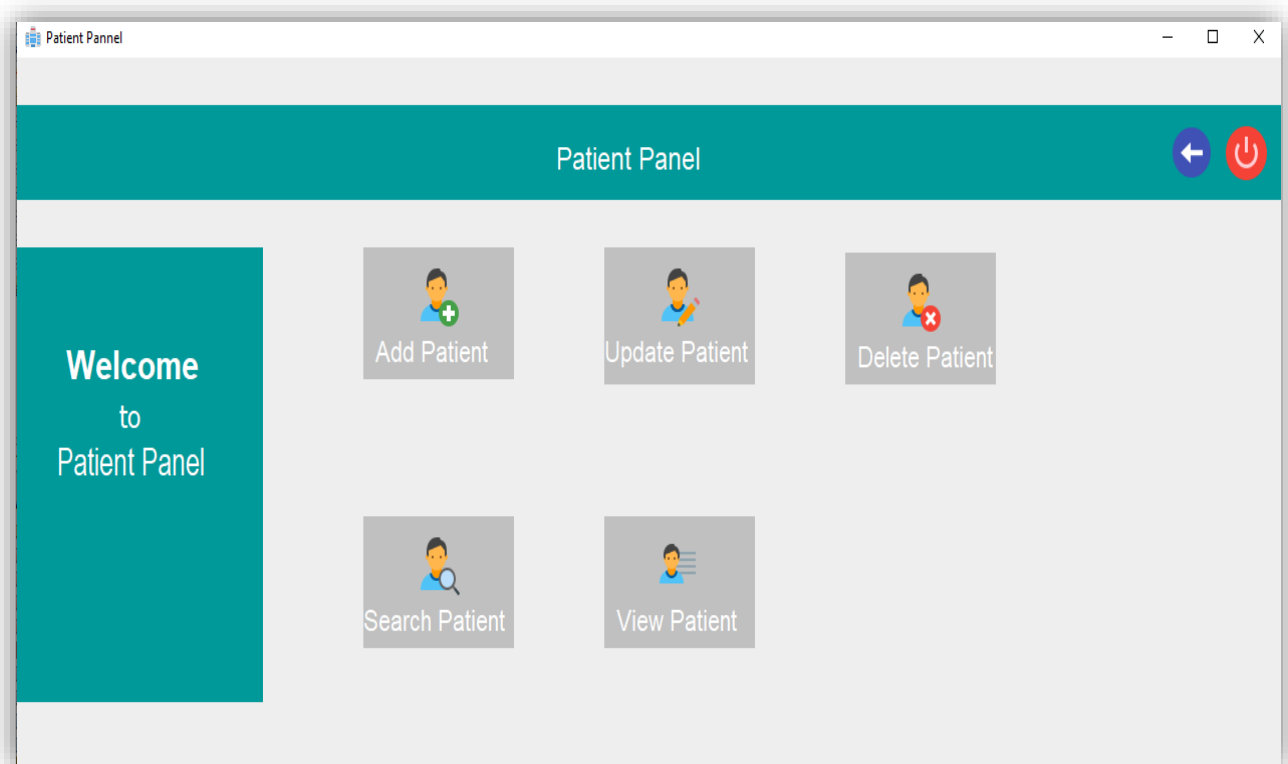 Patient Pannel
Patient Panel
Welcome
to
Patient Panel
Add Patient
Update Patient
Delete Patient
Search Patient
View Patient